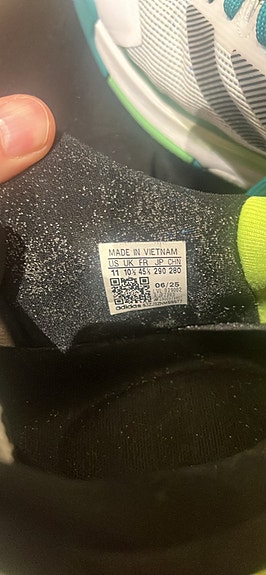 MADE IN VIETNAM
US UK FR JP CHN
11 10½ 45⅓ 290 280
06/25
adidas